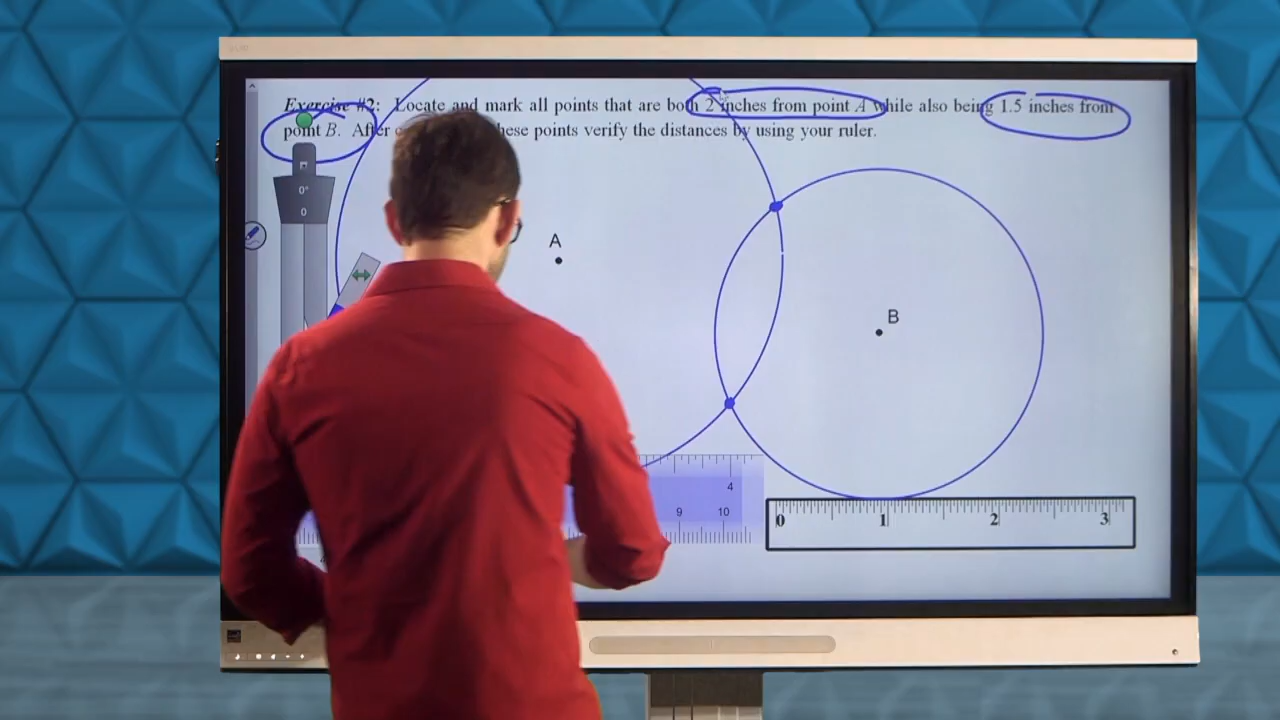 Exercise #2: Locate and mark all points that are both 2 inches from point A while also being 1.5 inches from
point B. After these points verify the distances by using your ruler.
0°
0
A
B
4
9 10
0 1 2 3